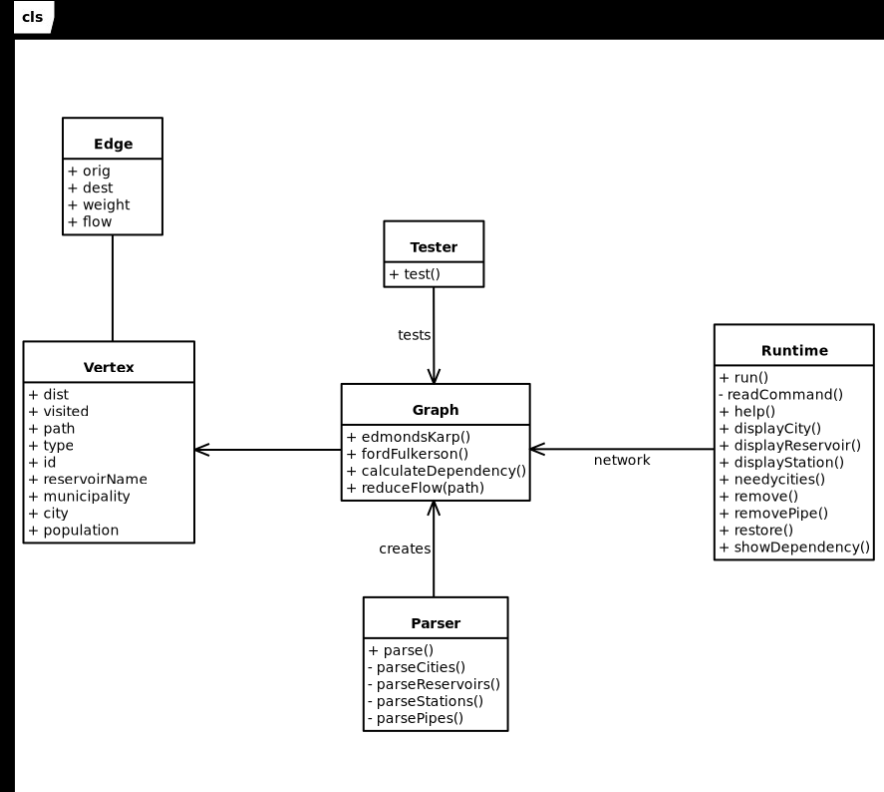 cls
Edge
+ orig
+ dest
+ weight
+ flow
Tester
+ test()
tests
Vertex
+ dist
+ visited
+ path
+ type
+ id
+ reservoirName
+ municipality
+ city
+ population
Graph
+ edmondsKarp()
+ fordFulkerson()
+ calculateDependency()
+ reduceFlow(path)
network
Runtime
+ run()
- readCommand()
+ help()
+ displayCity()
+ displayReservoir()
+ displayStation()
+ needycities()
+ remove()
+ removePipe()
+ restore()
+ showDependency()
creates
Parser
+ parse()
- parseCities()
- parseReservoirs()
- parseStations()
- parsePipes()